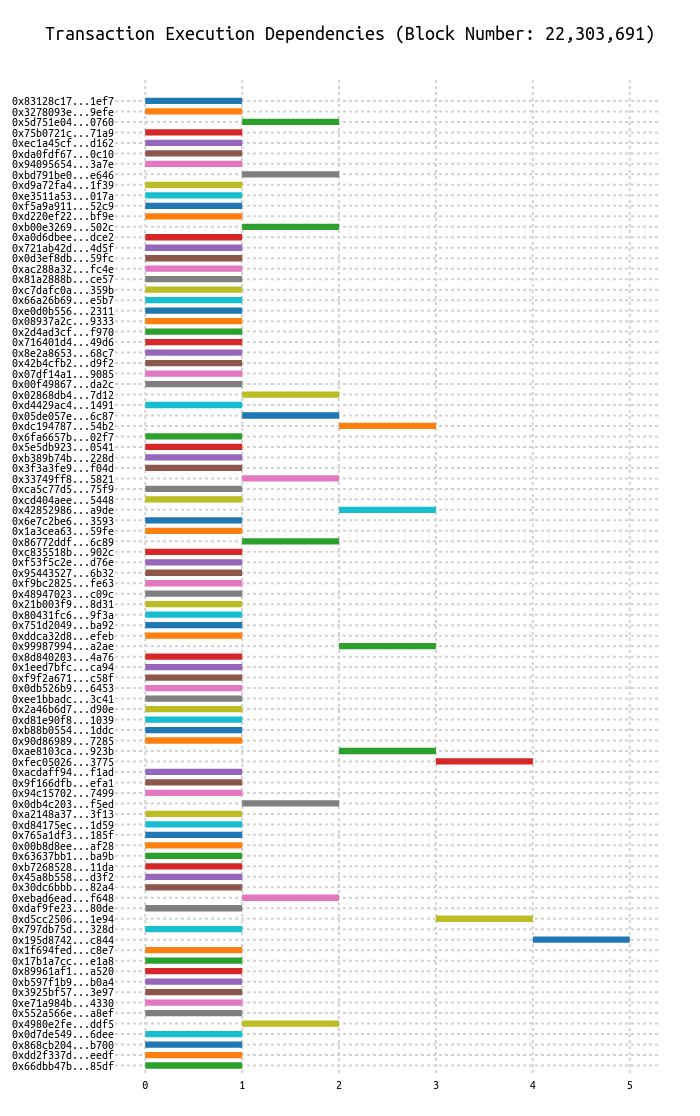 Transaction Execution Dependencies (Block Number: 22,303,691)
0x83128c17...1ef7
0x3278093e...9efe
0x5d751e04...0760
0x75b0721c...71a9
0xec1a45cf...d162
0xda0fdf67...0c10
0x94095654...3a7e
0xbd791be0...e646
0xd9a72fa4...1f39
0xe3511a53...017a
0xf5a9a911...52c9
0xd220ef22...bf9e
0xb00e3269...502c
0xa0d6dbee...dce2
0x721ab42d...4d5f
0x0d3ef8db...59fc
0xac288a32...fc4e
0x81a2888b...ce57
0xc7dafc0a...359b
0x66a26b69...e5b7
0xe0d0b556...2311
0x08937a2c...9333
0x2d4ad3cf...f970
0x716401d4...49d6
0x8e2a8653...68c7
0x42b4cfb2...d9f2
0x07df14a1...9085
0x00f49867...da2c
0x02868db4...7d12
0xd4429ac4...1491
0x05de057e...6c87
0xdc194787...54b2
0x6fa6657b...02f7
0x5e5db923...0541
0xb389b74b...228d
0x3f3a3fe9...f04d
0x33749ff8...5821
0xca5c77d5...75f9
0xcd404aee...5448
0x42852986...a9de
0x6e7c2be6...3593
0x1a3cea63...59fe
0x86772ddf...6c89
0xc835518b...902c
0xf53f5c2e...d76e
0x95443527...6b32
0xf9bc2825...fe63
0x48947023...c09c
0x21b003f9...8d31
0x80431fc6...9f3a
0x751d2049...ba92
0xddca32d8...efeb
0x99987994...a2ae
0x8d840203...4a76
0x1eed7bfc...ca94
0xf9f2a671...c58f
0x0db526b9...6453
0xee1bbadc...3c41
0x2a46b6d7...d90e
0xd81e90f8...1039
0xb88b0554...1ddc
0x90d86989...7285
0xae8103ca...923b
0xfec05026...3775
0xacdaff94...f1ad
0x9f166dfb...efa1
0x94c15702...7499
0x0db4c203...f5ed
0xa2148a37...3f13
0xd84175ec...1d59
0x765a1df3...185f
0x00b8d8ee...af28
0x63637bb1...ba9b
0xb7268528...11da
0x45a8b558...d3f2
0x30dc6bbb...82a4
0xebad6ead...f648
0xdaf9fe23...80de
0xd5cc2506...1e94
0x797db75d...328d
0x195d8742...c844
0x1f694fed...c8e7
0x17b1a7cc...e1a8
0x89961af1...a520
0xb597f1b9...b0a4
0x3925bf57...3e97
0xe71a984b...4330
0x552a566e...a8ef
0x4980e2fe...ddf5
0x0d7de549...6dee
0x868cb204...b700
0xdd2f337d...eedf
0x66dbb47b...85df
0 1 2 3 4 5